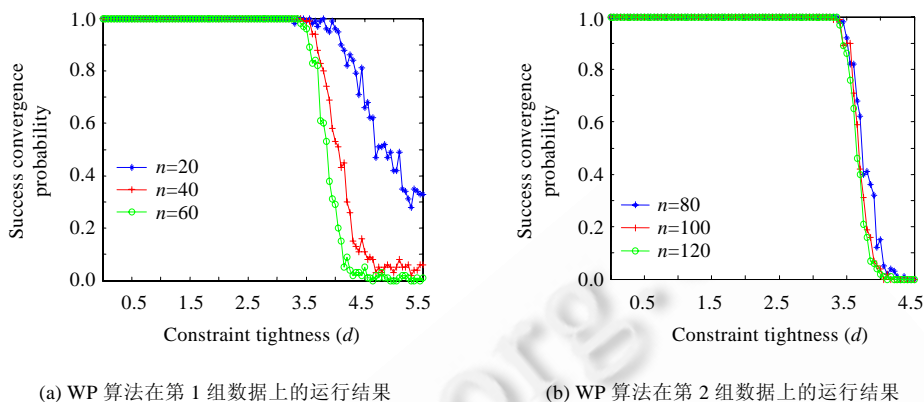 Success convergence
probability
1.0
0.8
0.6
0.4
0.2
0.0
n=20
n=40
n=60
0.5 1.5 2.5 3.5 4.5 5.5
Constraint tightness (d)
(a) WP 算法在第 1 组数据上的运行结果
Success convergence
probability
1.0
0.8
0.6
0.4
0.2
0.0
n=80
n=100
n=120
0.5 1.5 2.5 3.5 4.5
Constraint tightness (d)
(b) WP 算法在第 2 组数据上的运行结果
org.